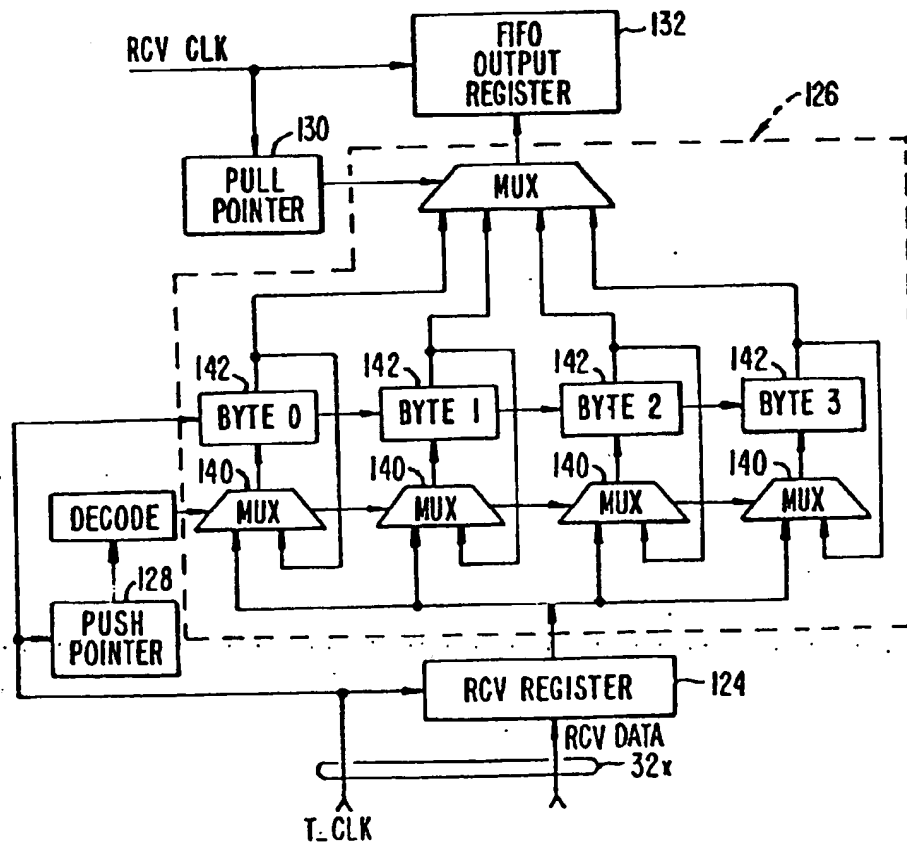 RCV CLK
FIFO
OUTPUT
REGISTER
132
126
130
PULL
POINTER
MUX
142
142
142
142
BYTE 0
BYTE 1
BYTE 2
BYTE 3
140
140
140
140
DECODE
MUX
MUX
MUX
MUX
128
PUSH
POINTER
RCV REGISTER
124
RCV DATA
32x
T_CLK